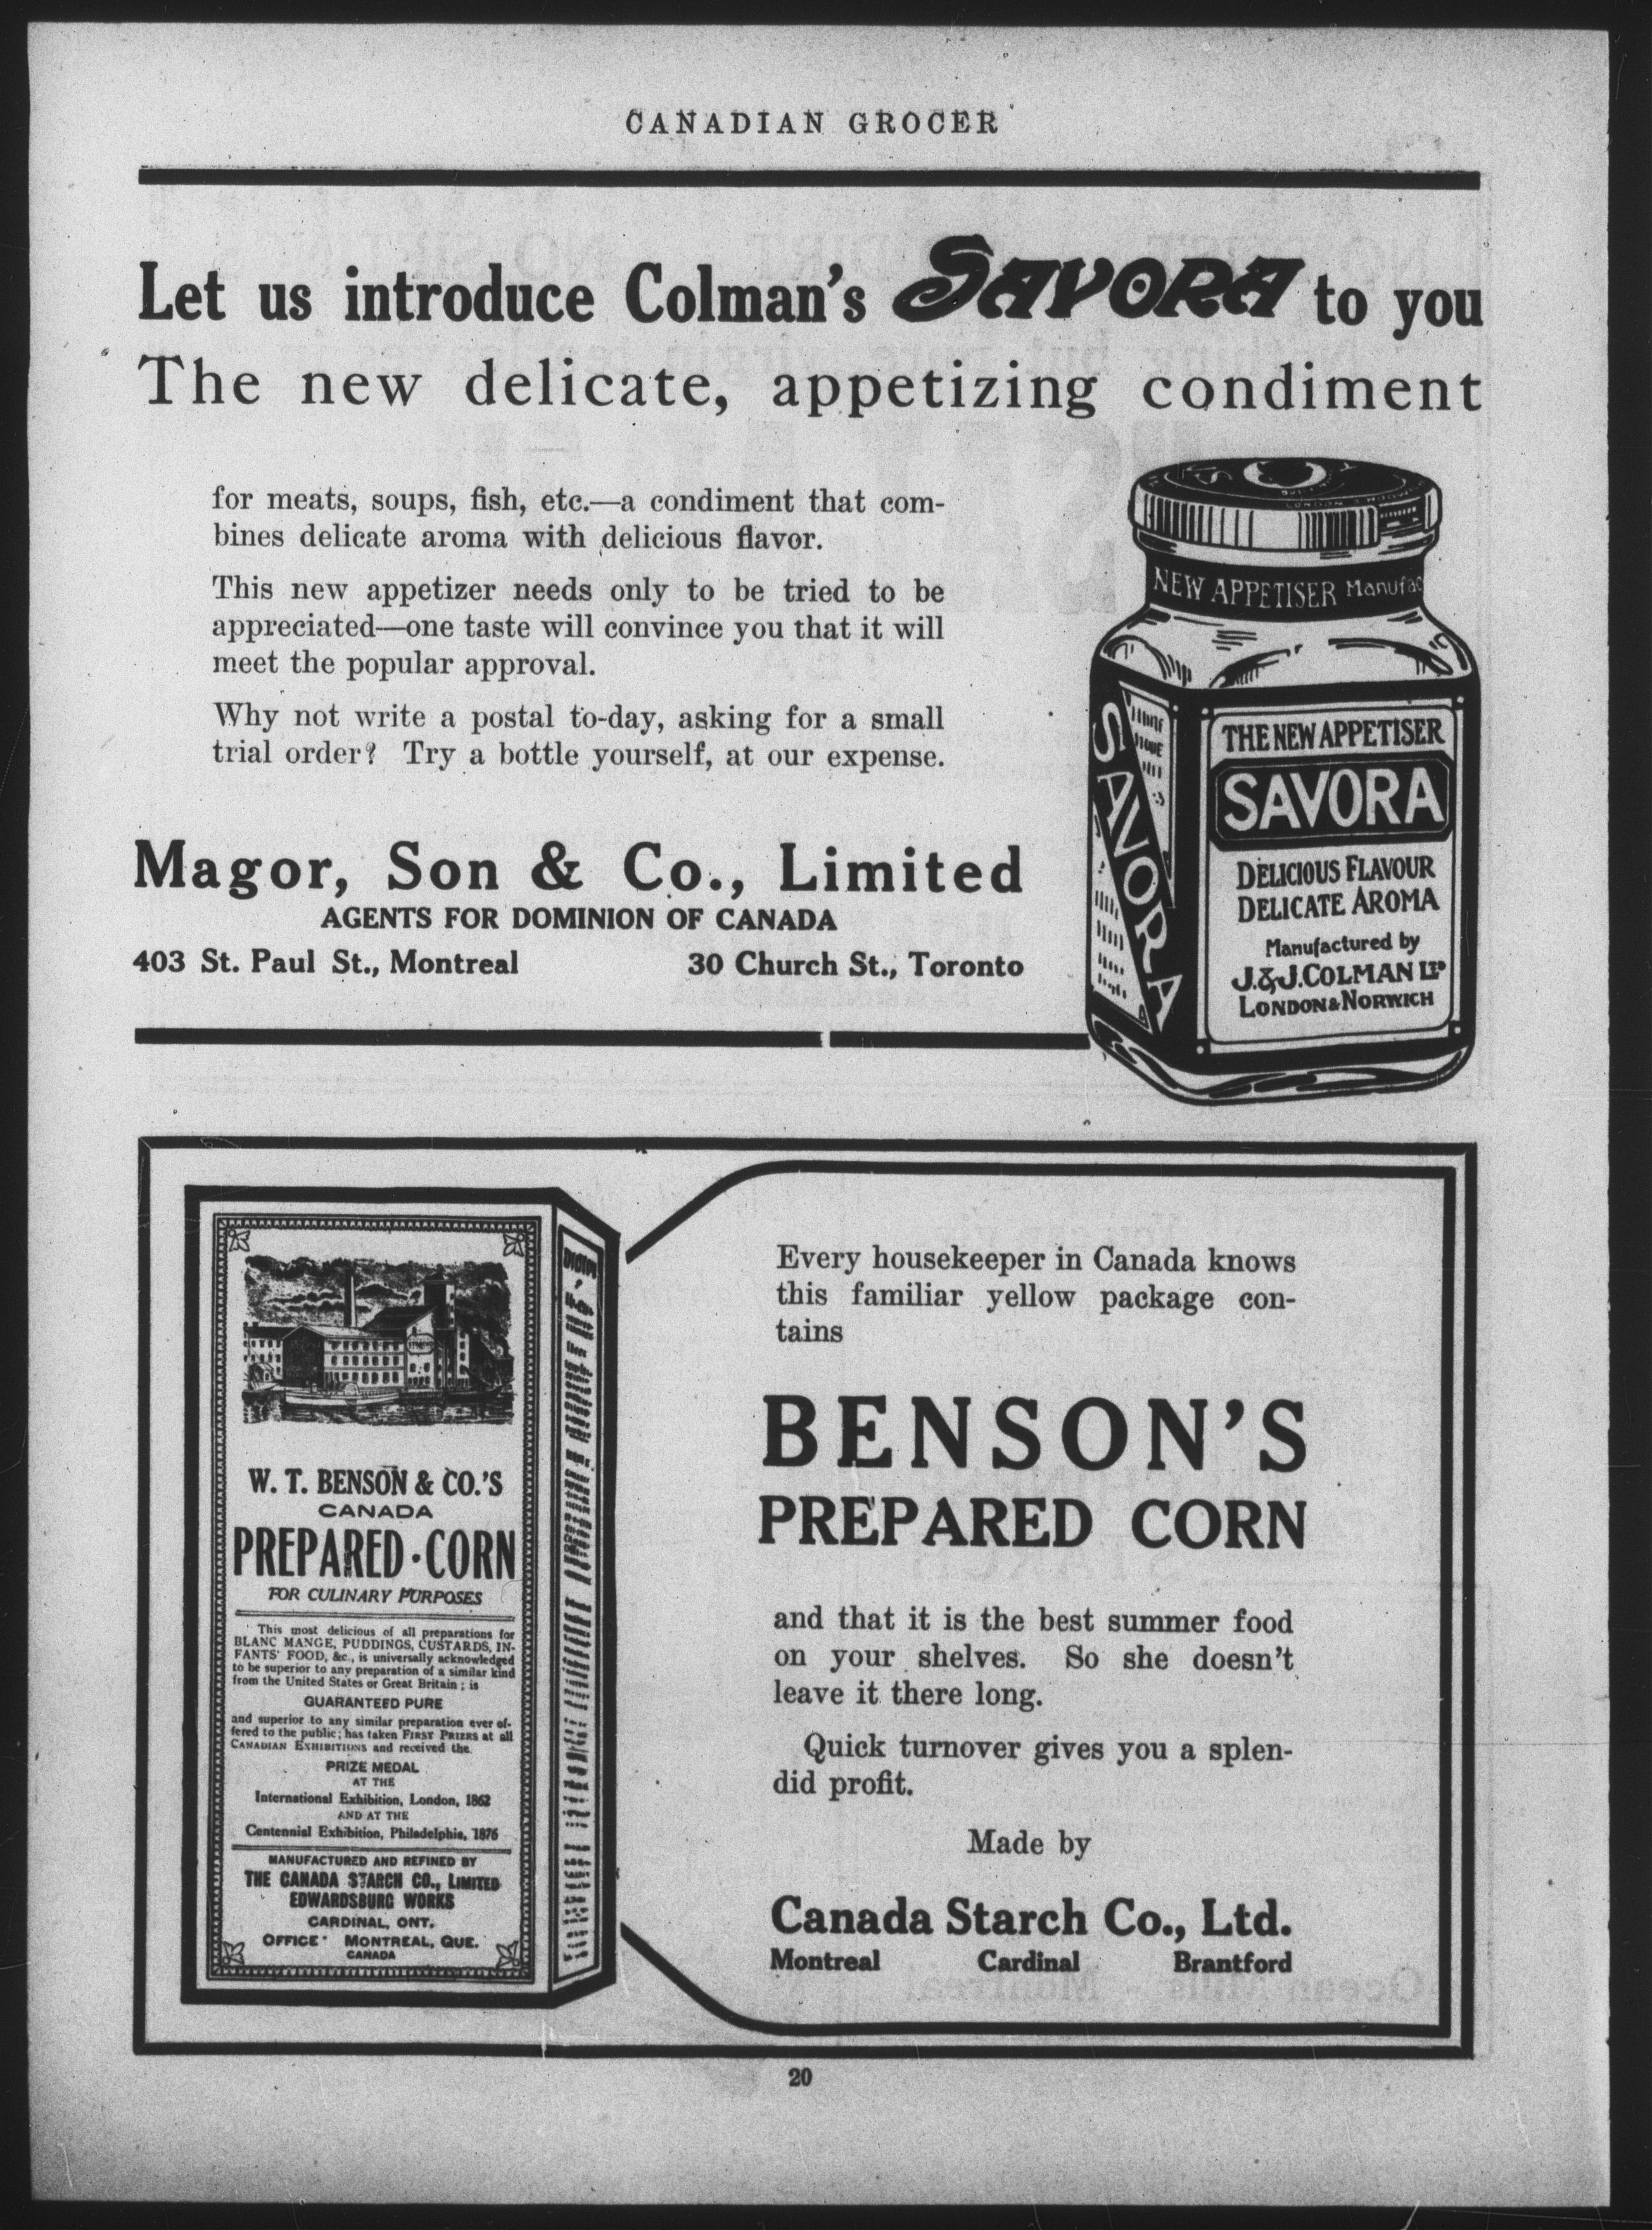 CANADIAN GROCER
Let us introduce Colman's SAVORA to you
The new delicate, appetizing condiment
for meats, soups, fish, etc.—a condiment that com-
bines delicate aroma with delicious flavor.
This new appetizer needs only to be tried to be
appreciated—one taste will convince you that it will
meet the popular approval.
Why not write a postal to-day, asking for a small
trial order? Try a bottle yourself, at our expense.
Magor, Son & Co., Limited
AGENTS FOR DOMINION OF CANADA
403 St. Paul St., Montreal 30 Church St., Toronto
NEW APPETISER Manufac
SAVORA
THE NEW APPETISER
SAVORA
DELICIOUS FLAVOUR
DELICATE AROMA
Manufactured by
J. & J. COLMAN LTD
LONDON & NORWICH
W. T. BENSON & CO.'S
CANADA
PREPARED · CORN
FOR CULINARY PURPOSES
This most delicious of all preparations for
BLANC MANGE, PUDDINGS, CUSTARDS, IN-
FANTS' FOOD, &c., is universally acknowledged
to be superior to any preparation of a similar kind
from the United States or Great Britain; is
GUARANTEED PURE
and superior to any similar preparation ever of-
fered to the public; has taken FIRST PRIZES at all
CANADIAN EXHIBITIONS and received the
PRIZE MEDAL
AT THE
International Exhibition, London, 1862
AND AT THE
Centennial Exhibition, Philadelphia, 1876
MANUFACTURED AND REFINED BY
THE CANADA STARCH CO., LIMITED
EDWARDSBURG WORKS
CARDINAL, ONT.
OFFICE · MONTREAL, QUE.
CANADA
Every housekeeper in Canada knows
this familiar yellow package con-
tains
BENSON'S
PREPARED CORN
and that it is the best summer food
on your shelves. So she doesn't
leave it there long.
Quick turnover gives you a splen-
did profit.
Made by
Canada Starch Co., Ltd.
Montreal Cardinal Brantford
20